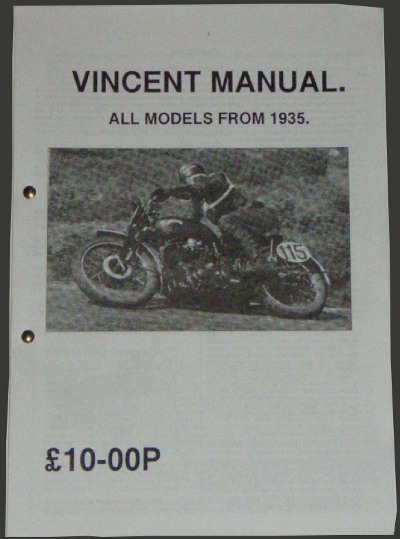 VINCENT MANUAL.
ALL MODELS FROM 1935.
115
£10-00P